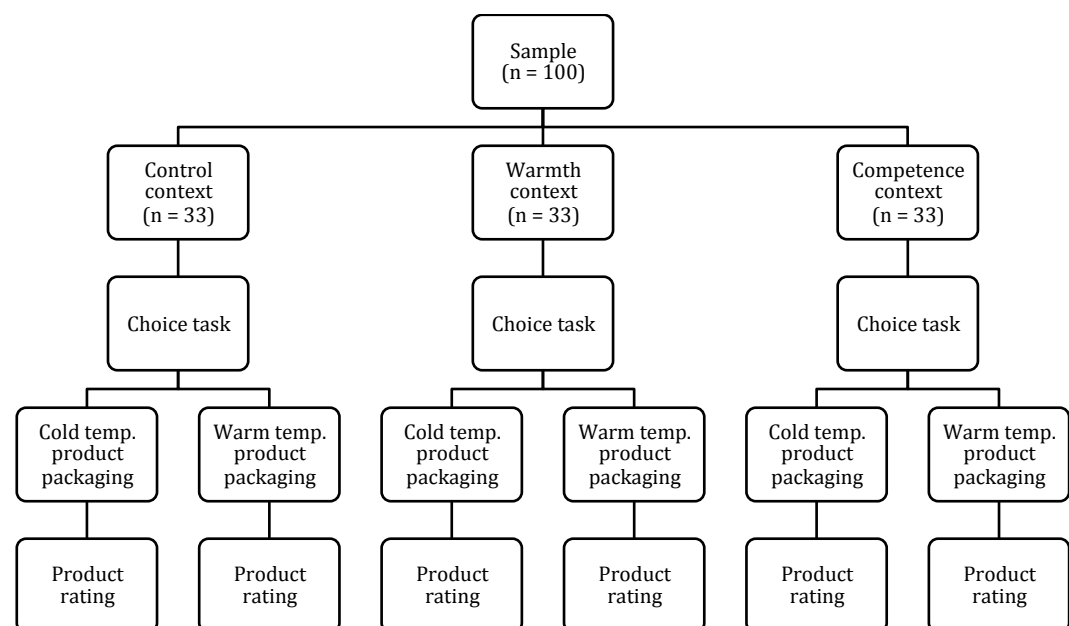 Sample
(n = 100)
Control
context
(n = 33)
Warmth
context
(n = 33)
Competence
context
(n = 33)
Choice task
Choice task
Choice task
Cold temp.
product
packaging
Warm temp.
product
packaging
Cold temp.
product
packaging
Warm temp.
product
packaging
Cold temp.
product
packaging
Warm temp.
product
packaging
Product
rating
Product
rating
Product
rating
Product
rating
Product
rating
Product
rating